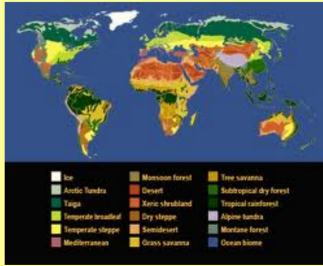 Ice
Arctic Tundra
Taiga
Temperate broadleaf
Temperate steppe
Mediterranean
Monsoon forest
Desert
Xeric shrubland
Dry steppe
Semidesert
Grass savanna
Tree savanna
Subtropical dry forest
Tropical rainforest
Alpine tundra
Montane forest
Ocean biome